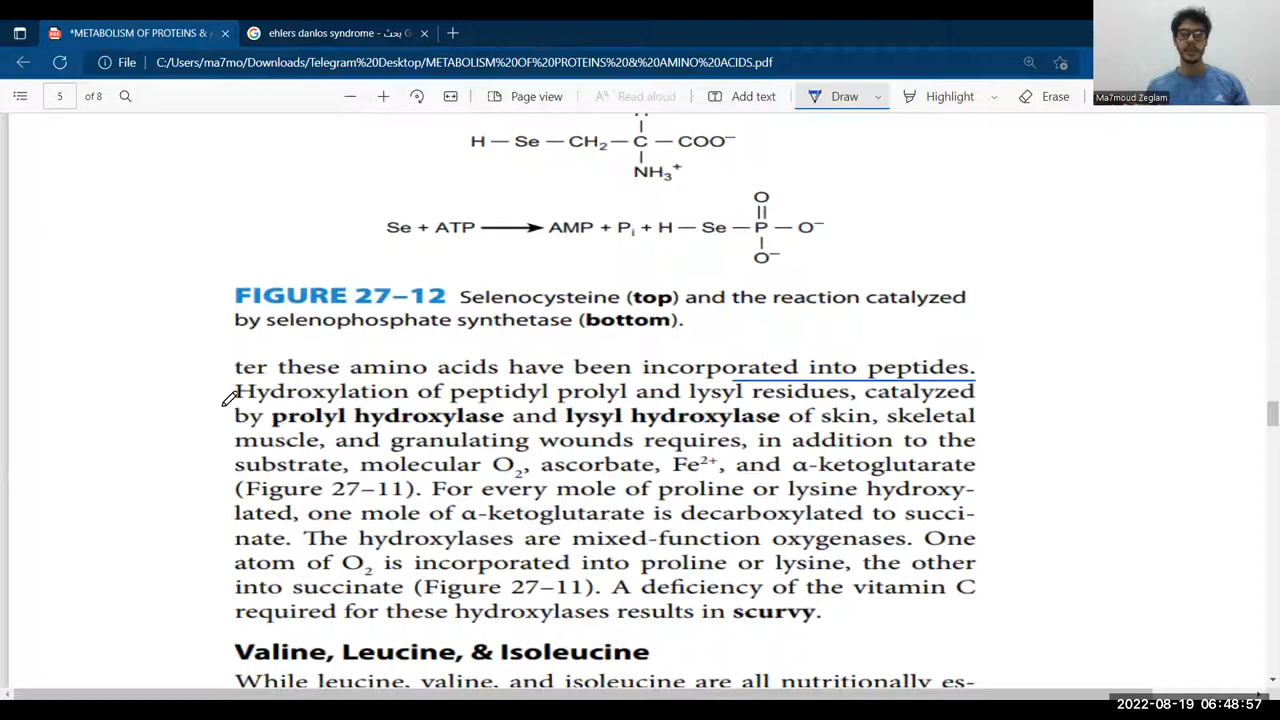 *METABOLISM OF PROTEINS &
ehlers danlos syndrome - بحث G
File
C:/Users/ma7mo/Downloads/Telegram%20Desktop/METABOLISM%20OF%20PROTEINS%20&%20AMINO%20ACIDS.pdf
5 of 8
Page view
Read aloud
Add text
Draw
Highlight
Erase
Ma7moud Zeglam
H
H — Se — CH₂ — C — COO⁻
NH₃⁺
O
Se + ATP ⟶ AMP + Pᵢ + H — Se — P — O⁻
O⁻
FIGURE 27–12 Selenocysteine (top) and the reaction catalyzed
by selenophosphate synthetase (bottom).
ter these amino acids have been incorporated into peptides.
Hydroxylation of peptidyl prolyl and lysyl residues, catalyzed
by prolyl hydroxylase and lysyl hydroxylase of skin, skeletal
muscle, and granulating wounds requires, in addition to the
substrate, molecular O₂, ascorbate, Fe²⁺, and α-ketoglutarate
(Figure 27–11). For every mole of proline or lysine hydroxy-
lated, one mole of α-ketoglutarate is decarboxylated to succi-
nate. The hydroxylases are mixed-function oxygenases. One
atom of O₂ is incorporated into proline or lysine, the other
into succinate (Figure 27–11). A deficiency of the vitamin C
required for these hydroxylases results in scurvy.
Valine, Leucine, & Isoleucine
While leucine, valine, and isoleucine are all nutritionally es-
2022-08-19 06:48:57